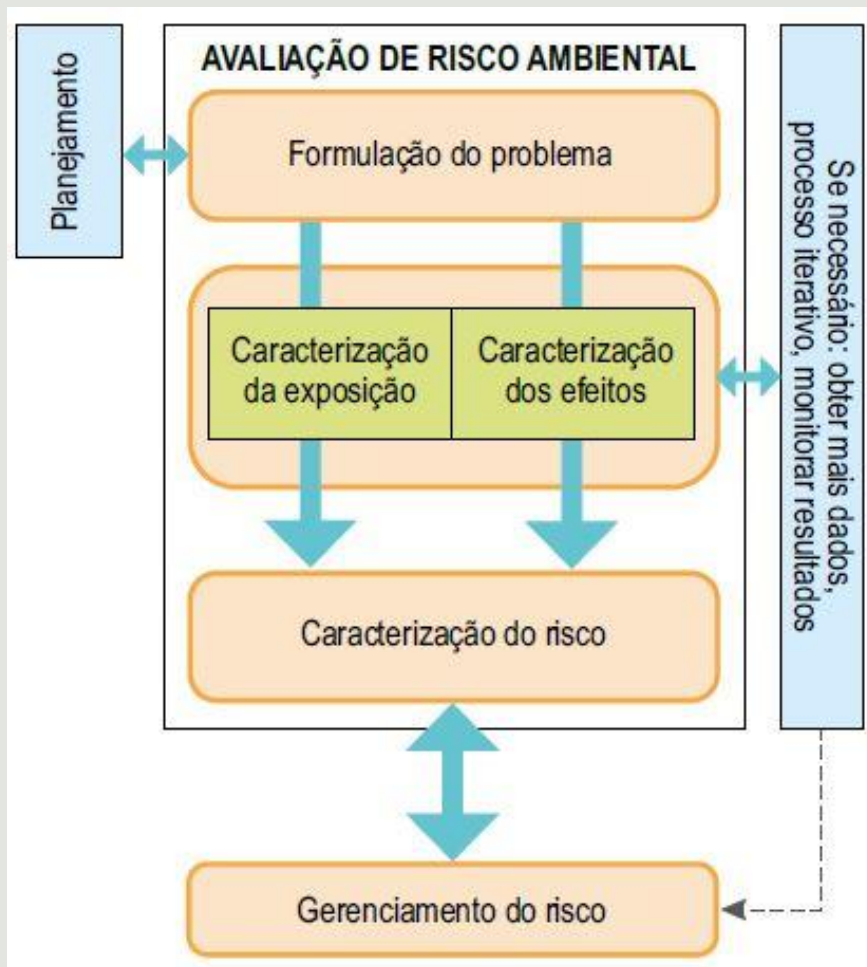 Planejamento
AVALIAÇÃO DE RISCO AMBIENTAL
Formulação do problema
Caracterização
da exposição
Caracterização
dos efeitos
Caracterização do risco
Se necessário: obter mais dados,
processo iterativo, monitorar resultados
Gerenciamento do risco